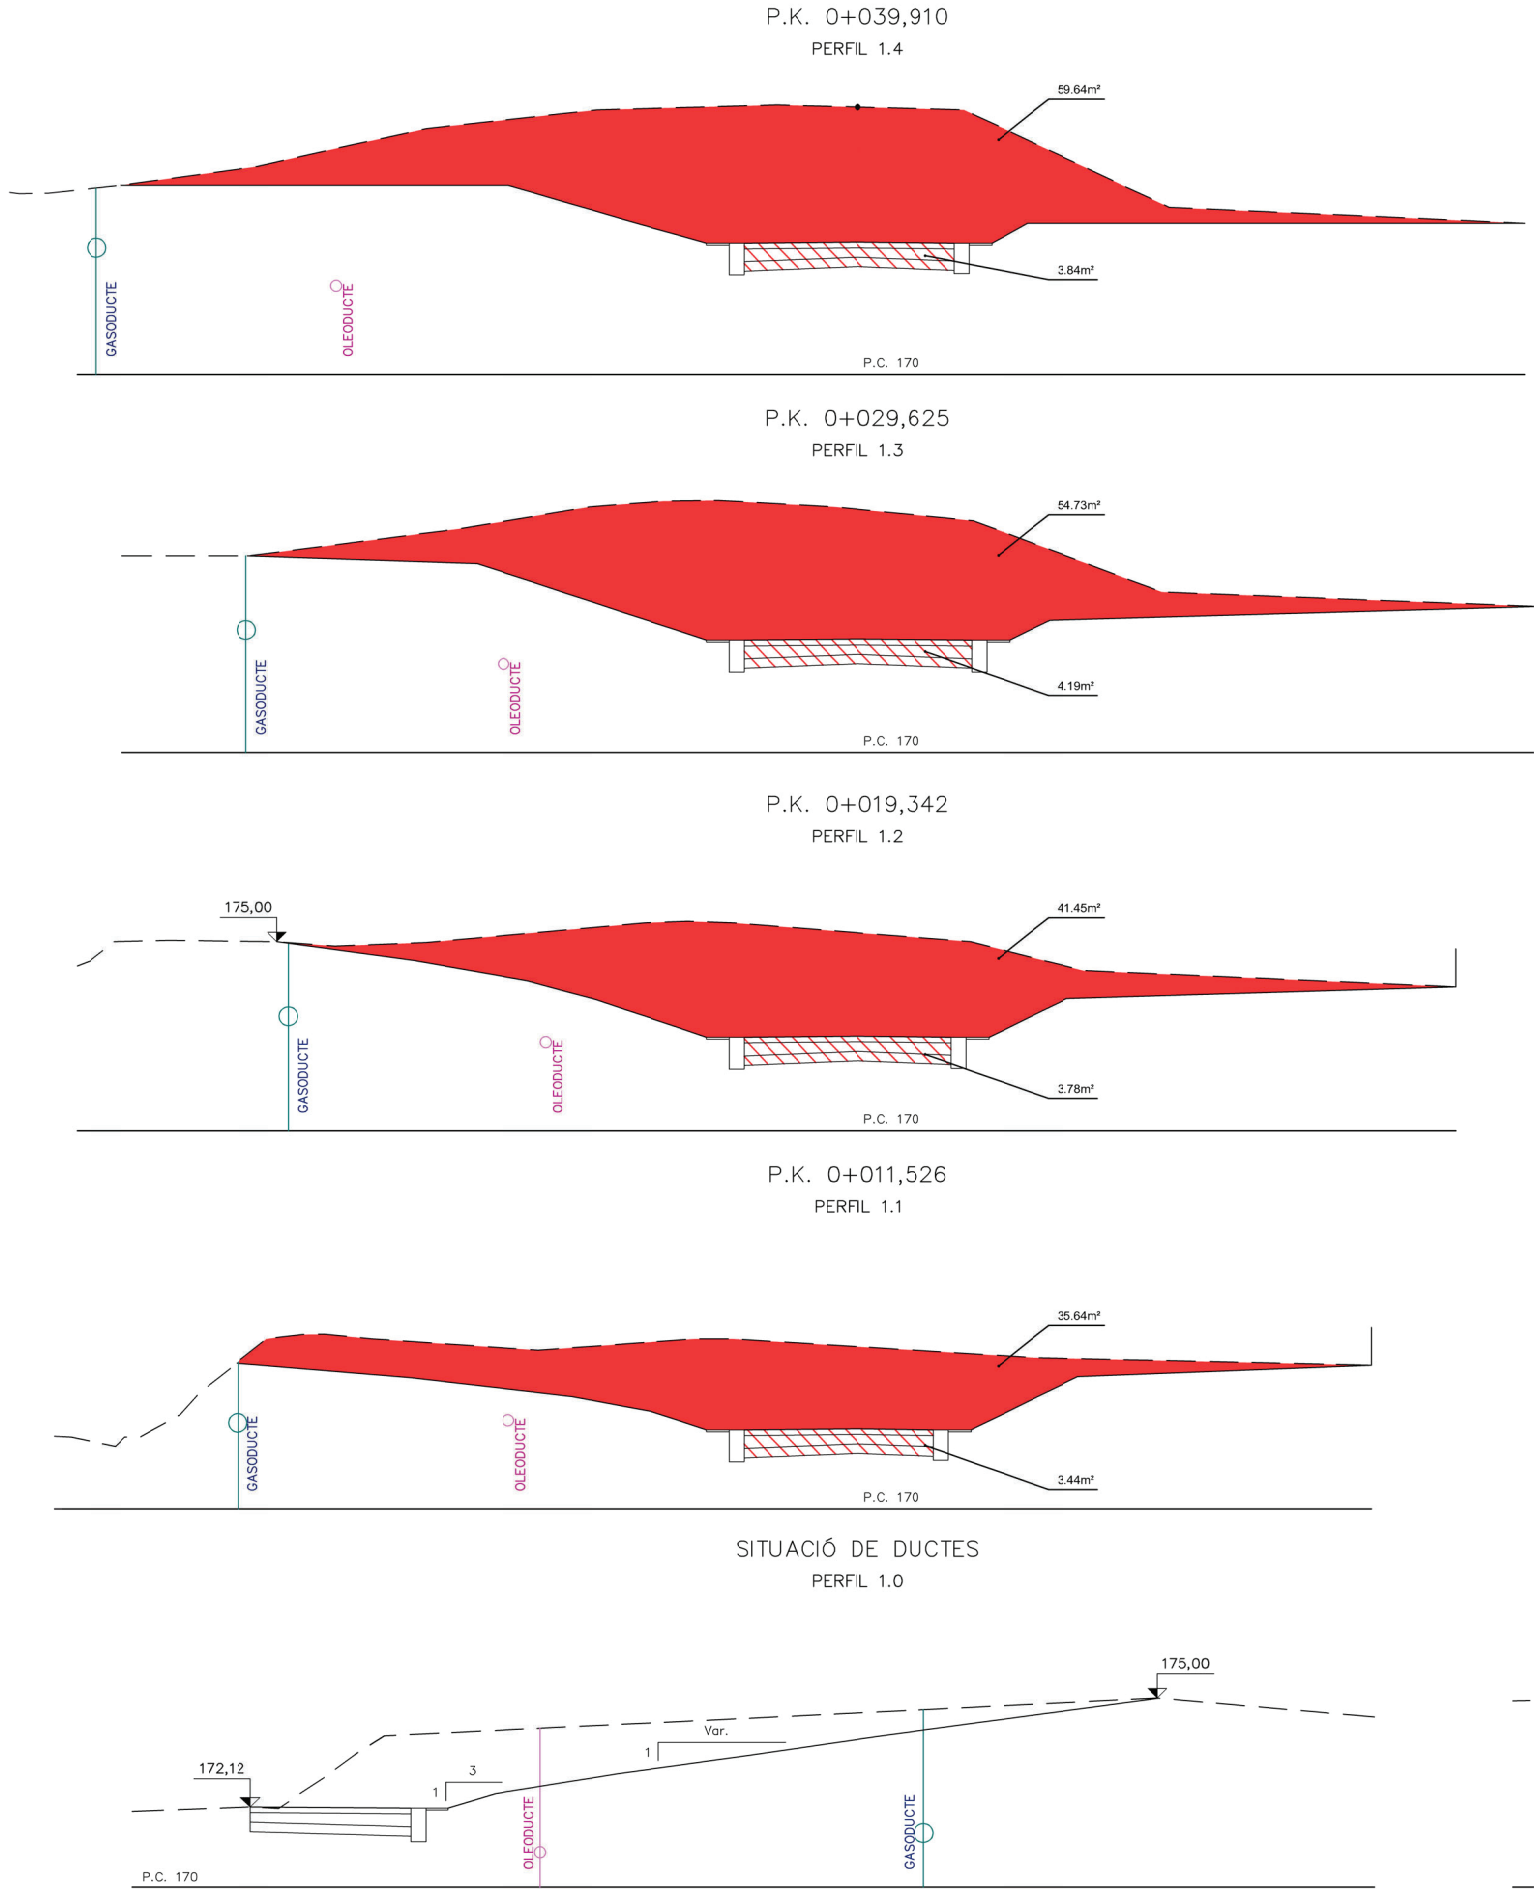 P.K. 0+039,910
PERFIL 1.4
59.64m²
3.84m²
GASODUCTE
OLEODUCTE
P.C. 170
P.K. 0+029,625
PERFIL 1.3
54.73m²
4.19m²
GASODUCTE
OLEODUCTE
P.C. 170
P.K. 0+019,342
PERFIL 1.2
175,00
41.45m²
3.78m²
GASODUCTE
OLEODUCTE
P.C. 170
P.K. 0+011,526
PERFIL 1.1
35.64m²
3.44m²
GASODUCTE
OLEODUCTE
P.C. 170
SITUACIÓ DE DUCTES
PERFIL 1.0
175,00
Var.
1
172,12
3
1
OLEODUCTE
GASODUCTE
P.C. 170